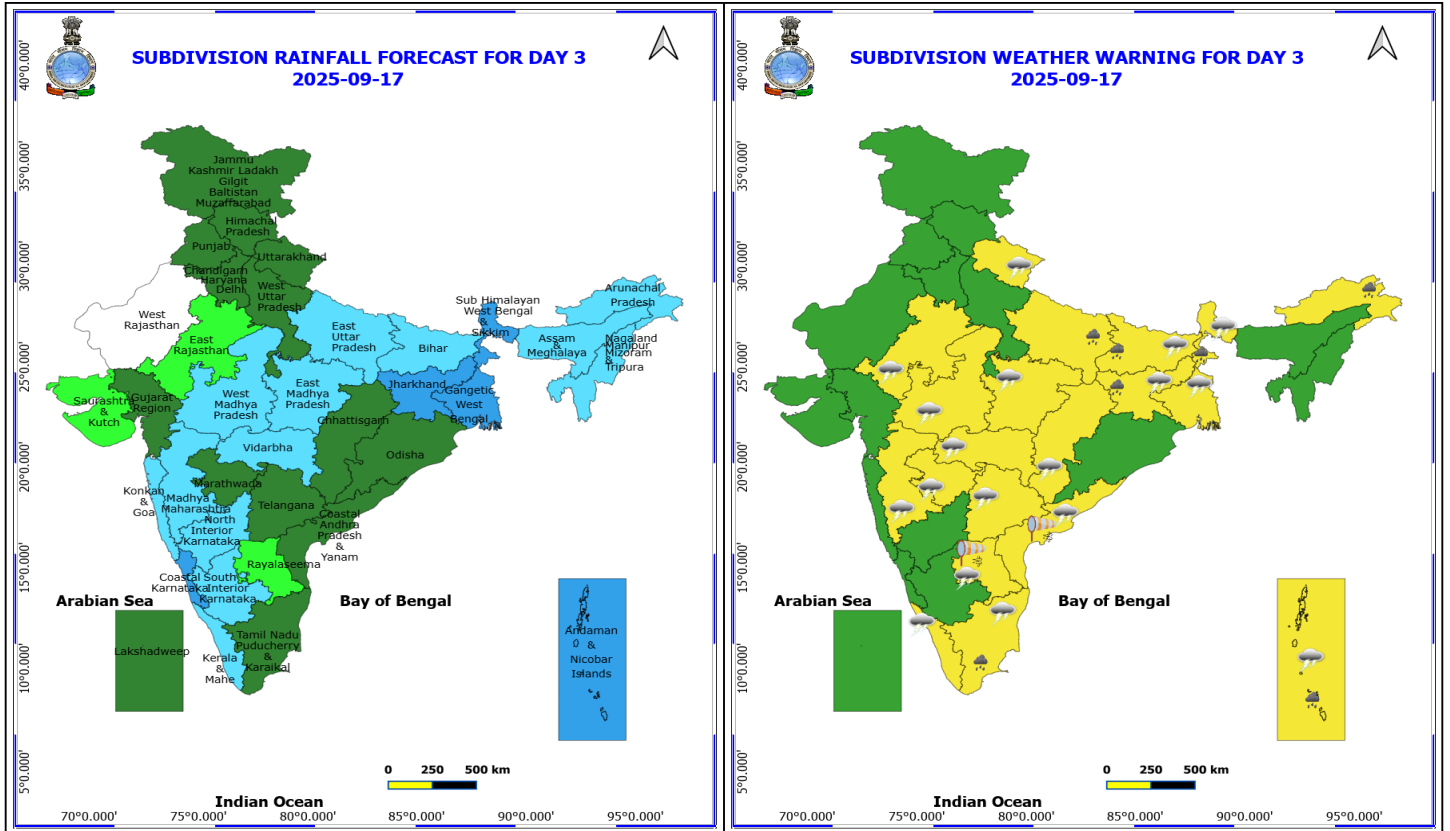 SUBDIVISION RAINFALL FORECAST FOR DAY 3
2025-09-17
40°0.000'
35°0.000'
30°0.000'
25°0.000'
20°0.000'
15°0.000'
10°0.000'
5°0.000'
Jammu
Kashmir Ladakh
Gilgit
Baltistan
Muzaffarabad
Himachal
Pradesh
Punjab
Uttarakhand
Chandigarh
Haryana
Delhi
West
Uttar
Pradesh
West
Rajasthan
East
Rajasthan
East
Uttar
Pradesh
Bihar
Sub Himalayan
West Bengal
&
Sikkim
Arunachal
Pradesh
Assam
&
Meghalaya
Nagaland
Manipur
Mizoram
&
Tripura
Saurashtra
&
Kutch
Gujarat
Region
West
Madhya
Pradesh
East
Madhya
Pradesh
Jharkhand
Gangetic
West
Bengal
Chhattisgarh
Odisha
Vidarbha
Konkan
&
Goa
Madhya
Maharashtra
Marathwada
Telangana
North
Interior
Karnataka
Coastal
Andhra
Pradesh
&
Yanam
Rayalaseema
Coastal
Karnataka
South
Interior
Karnataka
Tamil Nadu
Puducherry
&
Karaikal
Kerala
&
Mahe
Lakshadweep
Andaman
&
Nicobar
Islands
Arabian Sea
Bay of Bengal
Indian Ocean
0 250 500 km
70°0.000' 75°0.000' 80°0.000' 85°0.000' 90°0.000' 95°0.000'
SUBDIVISION WEATHER WARNING FOR DAY 3
2025-09-17
40°0.000'
35°0.000'
30°0.000'
25°0.000'
20°0.000'
15°0.000'
10°0.000'
5°0.000'
Arabian Sea
Bay of Bengal
Indian Ocean
0 250 500 km
70°0.000' 75°0.000' 80°0.000' 85°0.000' 90°0.000' 95°0.000'